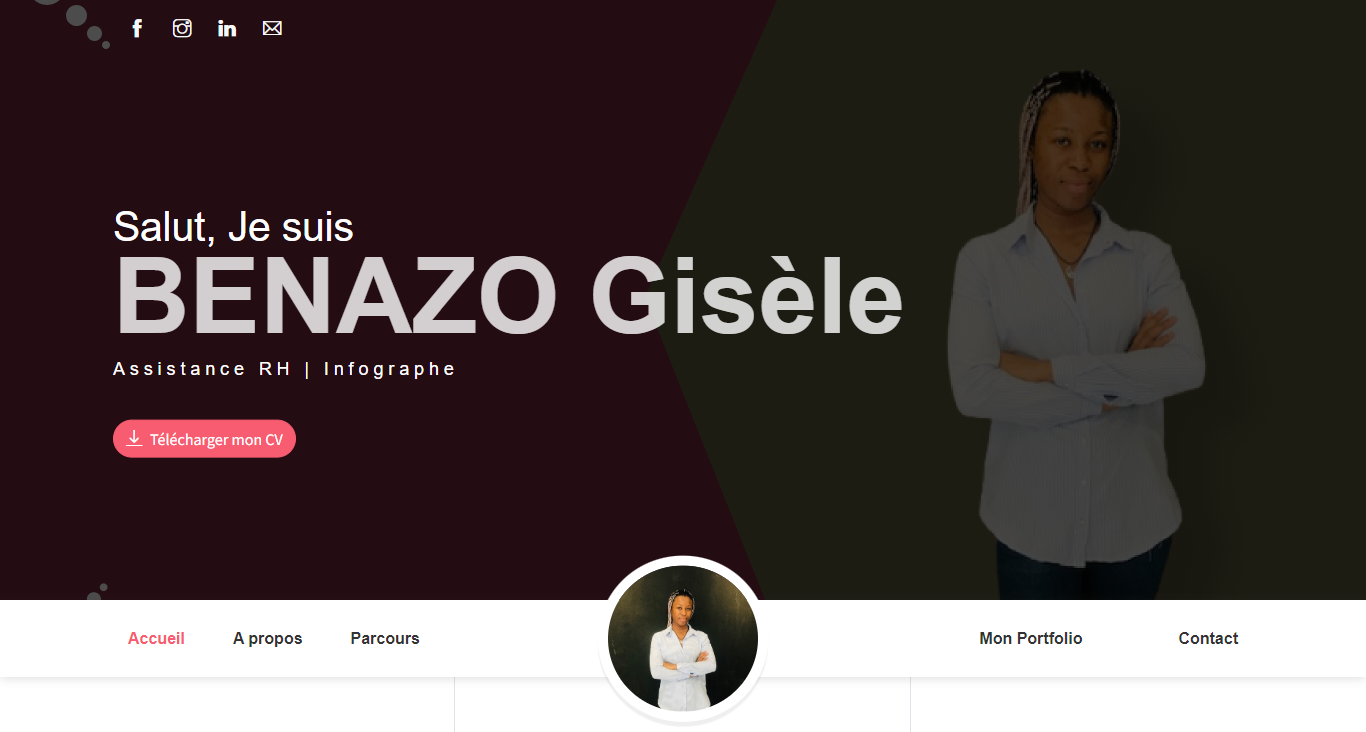 Salut, Je suis
BENAZO Gisèle
Assistance RH | Infographe
Télécharger mon CV
Accueil A propos Parcours Mon Portfolio Contact